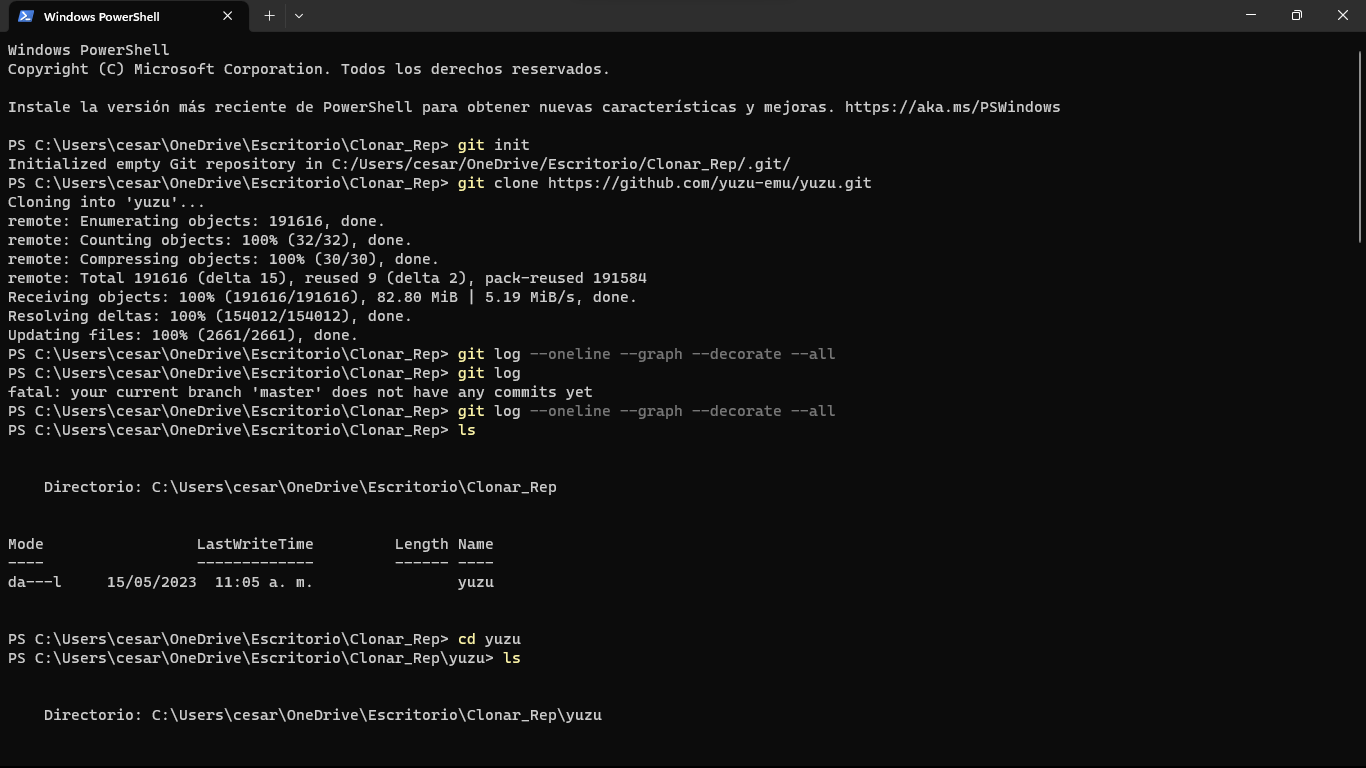 Windows PowerShell
Windows PowerShell
Copyright (C) Microsoft Corporation. Todos los derechos reservados.
Instale la versión más reciente de PowerShell para obtener nuevas características y mejoras. https://aka.ms/PSWindows
PS C:\Users\cesar\OneDrive\Escritorio\Clonar_Rep> git init
Initialized empty Git repository in C:/Users/cesar/OneDrive/Escritorio/Clonar_Rep/.git/
PS C:\Users\cesar\OneDrive\Escritorio\Clonar_Rep> git clone https://github.com/yuzu-emu/yuzu.git
Cloning into 'yuzu'...
remote: Enumerating objects: 191616, done.
remote: Counting objects: 100% (32/32), done.
remote: Compressing objects: 100% (30/30), done.
remote: Total 191616 (delta 15), reused 9 (delta 2), pack-reused 191584
Receiving objects: 100% (191616/191616), 82.80 MiB | 5.19 MiB/s, done.
Resolving deltas: 100% (154012/154012), done.
Updating files: 100% (2661/2661), done.
PS C:\Users\cesar\OneDrive\Escritorio\Clonar_Rep> git log --oneline --graph --decorate --all
PS C:\Users\cesar\OneDrive\Escritorio\Clonar_Rep> git log
fatal: your current branch 'master' does not have any commits yet
PS C:\Users\cesar\OneDrive\Escritorio\Clonar_Rep> git log --oneline --graph --decorate --all
PS C:\Users\cesar\OneDrive\Escritorio\Clonar_Rep> ls
Directorio: C:\Users\cesar\OneDrive\Escritorio\Clonar_Rep
Mode LastWriteTime Length Name
---- ------------- ------ ----
da---l 15/05/2023 11:05 a. m. yuzu
PS C:\Users\cesar\OneDrive\Escritorio\Clonar_Rep> cd yuzu
PS C:\Users\cesar\OneDrive\Escritorio\Clonar_Rep\yuzu> ls
Directorio: C:\Users\cesar\OneDrive\Escritorio\Clonar_Rep\yuzu